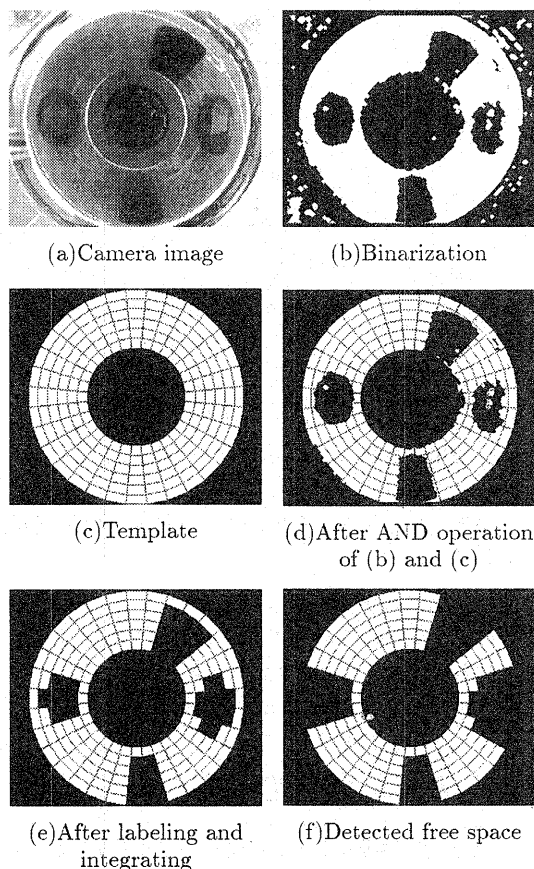 (a)Camera image
(b)Binarization
(c)Template
(d)After AND operation
of (b) and (c)
(e)After labeling and
integrating
(f)Detected free space